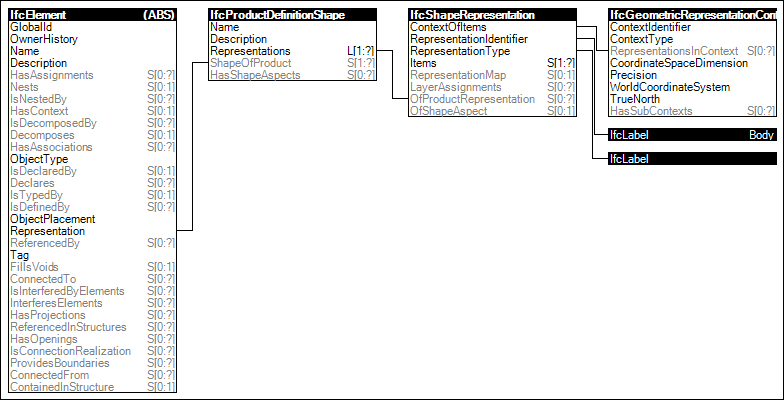 IfcElement (ABS)
GlobalId
OwnerHistory
Name
Description
HasAssignments S[0:?]
Nests S[0:1]
IsNestedBy S[0:?]
HasContext S[0:1]
IsDecomposedBy S[0:?]
Decomposes S[0:1]
HasAssociations S[0:?]
ObjectType
IsDeclaredBy S[0:1]
Declares S[0:?]
IsTypedBy S[0:1]
IsDefinedBy S[0:?]
ObjectPlacement
Representation
ReferencedBy S[0:?]
Tag
FillsVoids S[0:1]
ConnectedTo S[0:?]
IsInterferedByElements S[0:?]
InterferesElements S[0:?]
HasProjections S[0:?]
ReferencedInStructures S[0:?]
HasOpenings S[0:?]
IsConnectionRealization S[0:?]
ProvidesBoundaries S[0:?]
ConnectedFrom S[0:?]
ContainedInStructure S[0:1]
IfcProductDefinitionShape
Name
Description
Representations L[1:?]
ShapeOfProduct S[1:?]
HasShapeAspects S[0:?]
IfcShapeRepresentation
ContextOfItems
RepresentationIdentifier
RepresentationType
Items S[1:?]
RepresentationMap S[0:1]
LayerAssignments S[0:?]
OfProductRepresentation S[0:?]
OfShapeAspect S[0:1]
IfcGeometricRepresentationCon
ContextIdentifier
ContextType
RepresentationsInContext S[0:?]
CoordinateSpaceDimension
Precision
WorldCoordinateSystem
TrueNorth
HasSubContexts S[0:?]
IfcLabel Body
IfcLabel